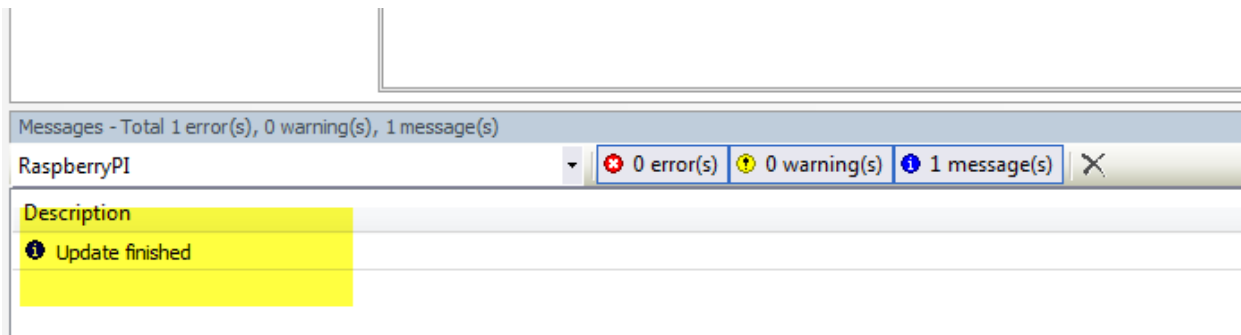 Messages - Total 1 error(s), 0 warning(s), 1 message(s)
RaspberryPI 0 error(s) 0 warning(s) 1 message(s)
Description
Update finished